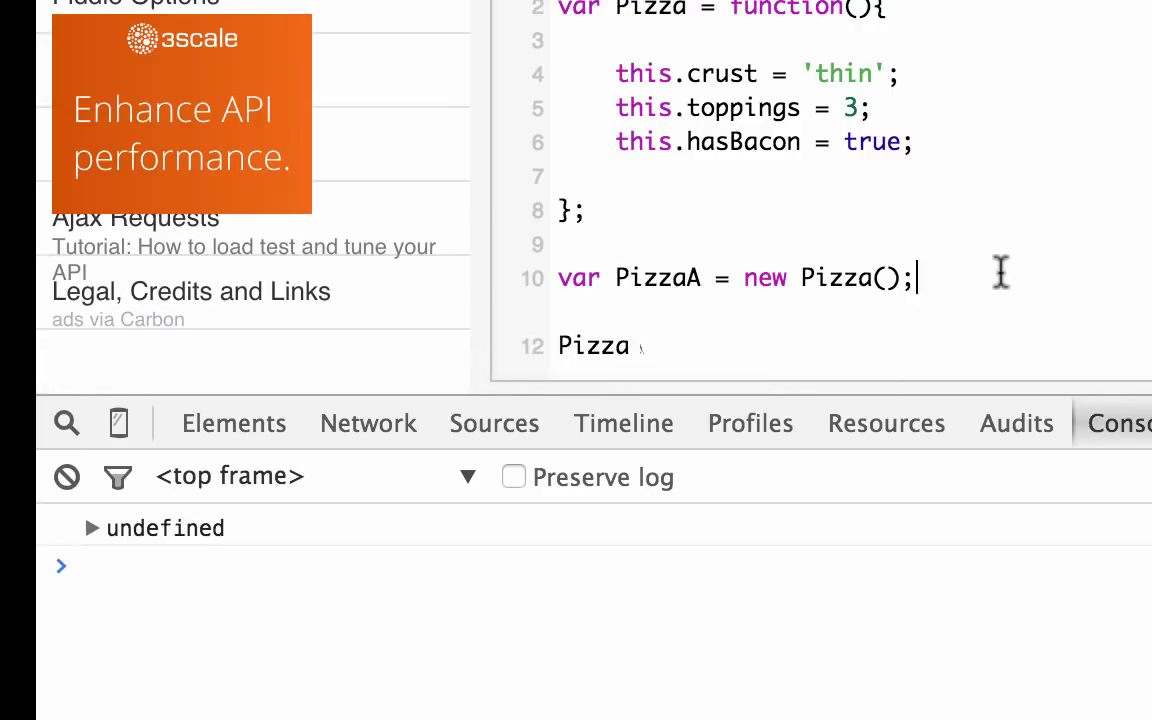 Fiddle Options
3scale
Enhance API
performance.
Ajax Requests
Tutorial: How to load test and tune your
API
Legal, Credits and Links
ads via Carbon
2 var Pizza = function(){
3
4 this.crust = 'thin';
5 this.toppings = 3;
6 this.hasBacon = true;
7
8 };
9
10 var PizzaA = new Pizza();
12 Pizza
Elements Network Sources Timeline Profiles Resources Audits Conso
<top frame> Preserve log
undefined
>